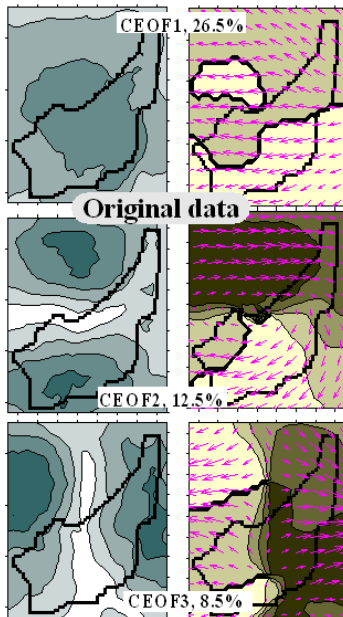 CEOF1, 26.5%
Original data
CEOF2, 12.5%
CEOF3, 8.5%